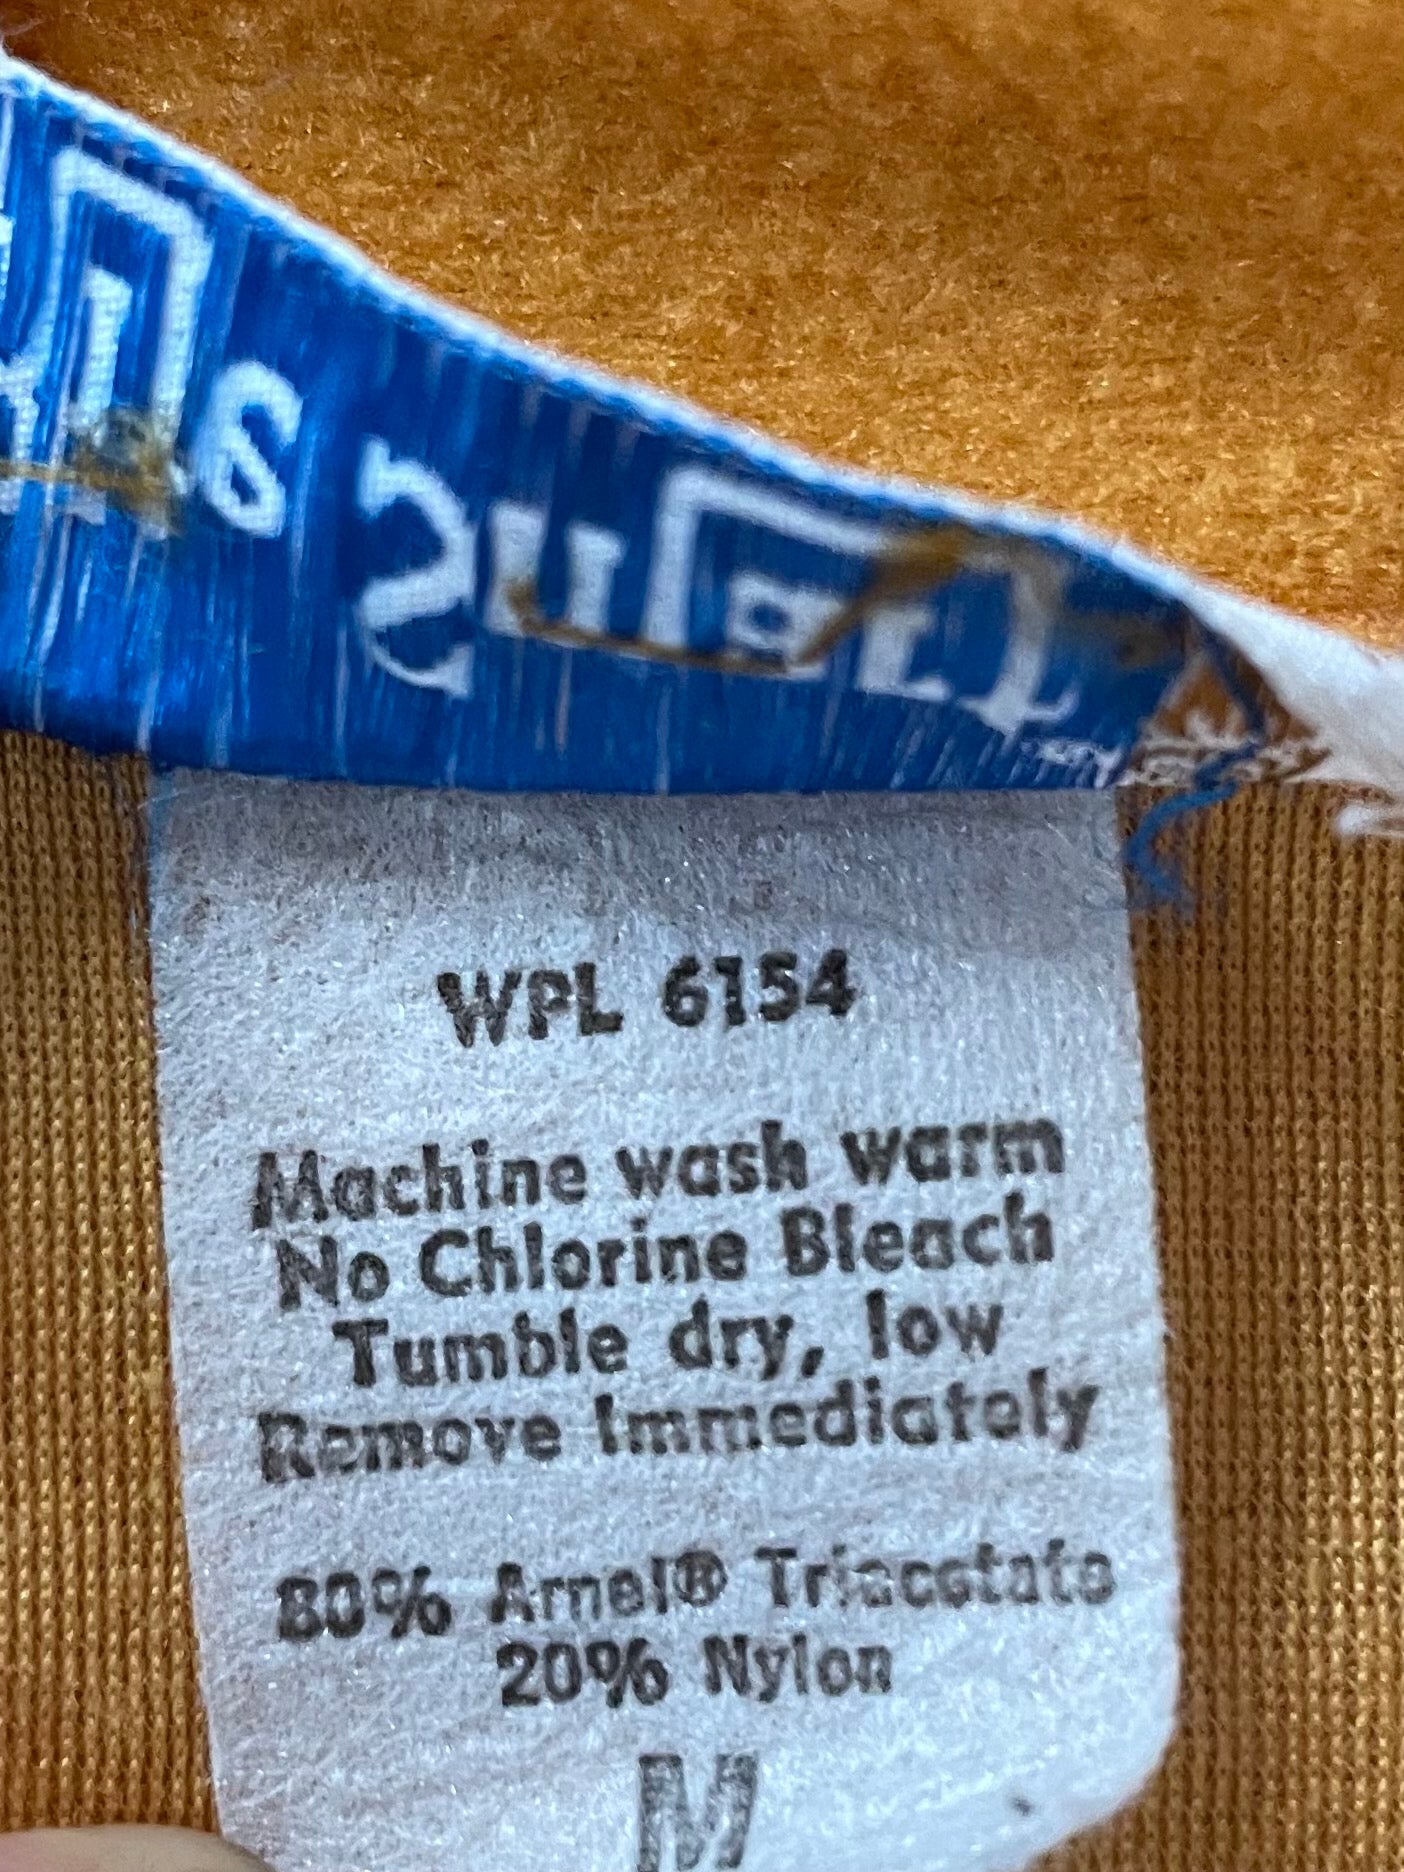 WPL 6154
Machine wash warm
No Chlorine Bleach
Tumble dry, low
Remove Immediately
80% Arnel® Triacetate
20% Nylon
M